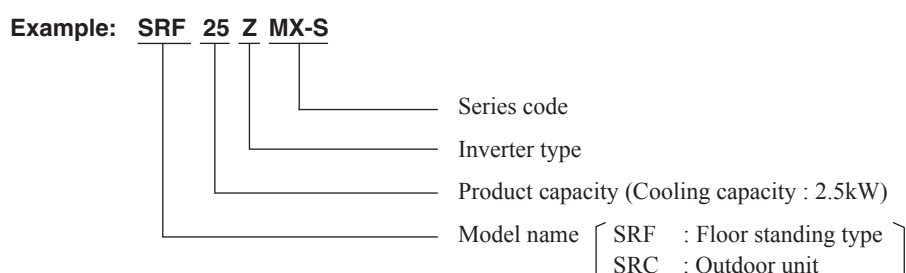 Example: SRF 25 Z MX-S
Series code
Inverter type
Product capacity (Cooling capacity : 2.5kW)
Model name SRF : Floor standing type
SRC : Outdoor unit